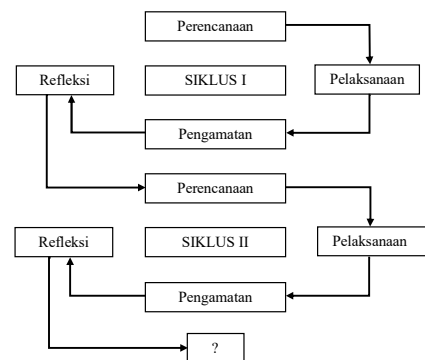 Perencanaan
Refleksi
SIKLUS I
Pelaksanaan
Pengamatan
Perencanaan
Refleksi
SIKLUS II
Pelaksanaan
Pengamatan
?